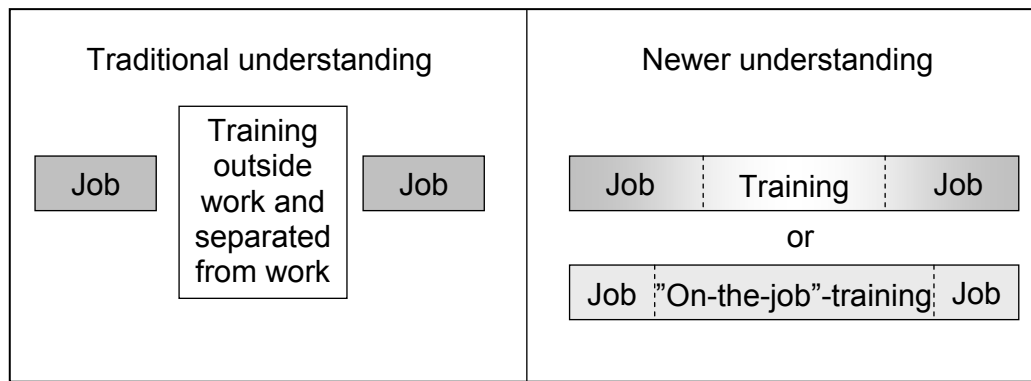 Traditional understanding
Job
Training
outside
work and
separated
from work
Job
Newer understanding
Job
Training
Job
or
Job
”On-the-job”-training
Job